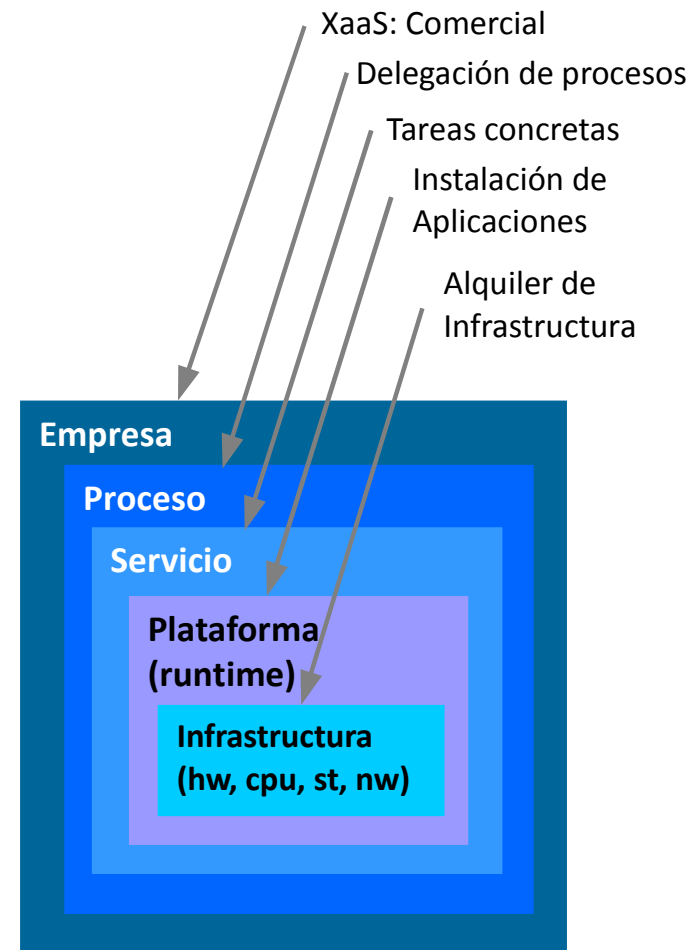 XaaS: Comercial
Delegación de procesos
Tareas concretas
Instalación de
Aplicaciones
Alquiler de
Infrastructura
Empresa
Proceso
Servicio
Plataforma
(runtime)
Infrastructura
(hw, cpu, st, nw)